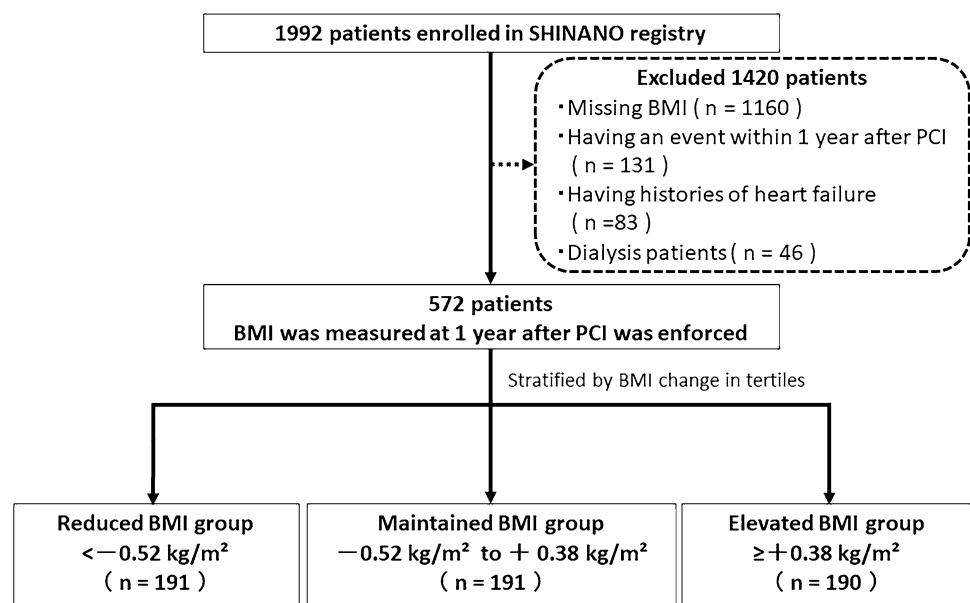 1992 patients enrolled in SHINANO registry
Excluded 1420 patients
・Missing BMI ( n = 1160 )
・Having an event within 1 year after PCI
( n = 131 )
・Having histories of heart failure
( n =83 )
・Dialysis patients ( n = 46 )
572 patients
BMI was measured at 1 year after PCI was enforced
Stratified by BMI change in tertiles
Reduced BMI group
<−0.52 kg/m²
( n = 191 )
Maintained BMI group
−0.52 kg/m² to + 0.38 kg/m²
( n = 191 )
Elevated BMI group
≥+0.38 kg/m²
( n = 190 )